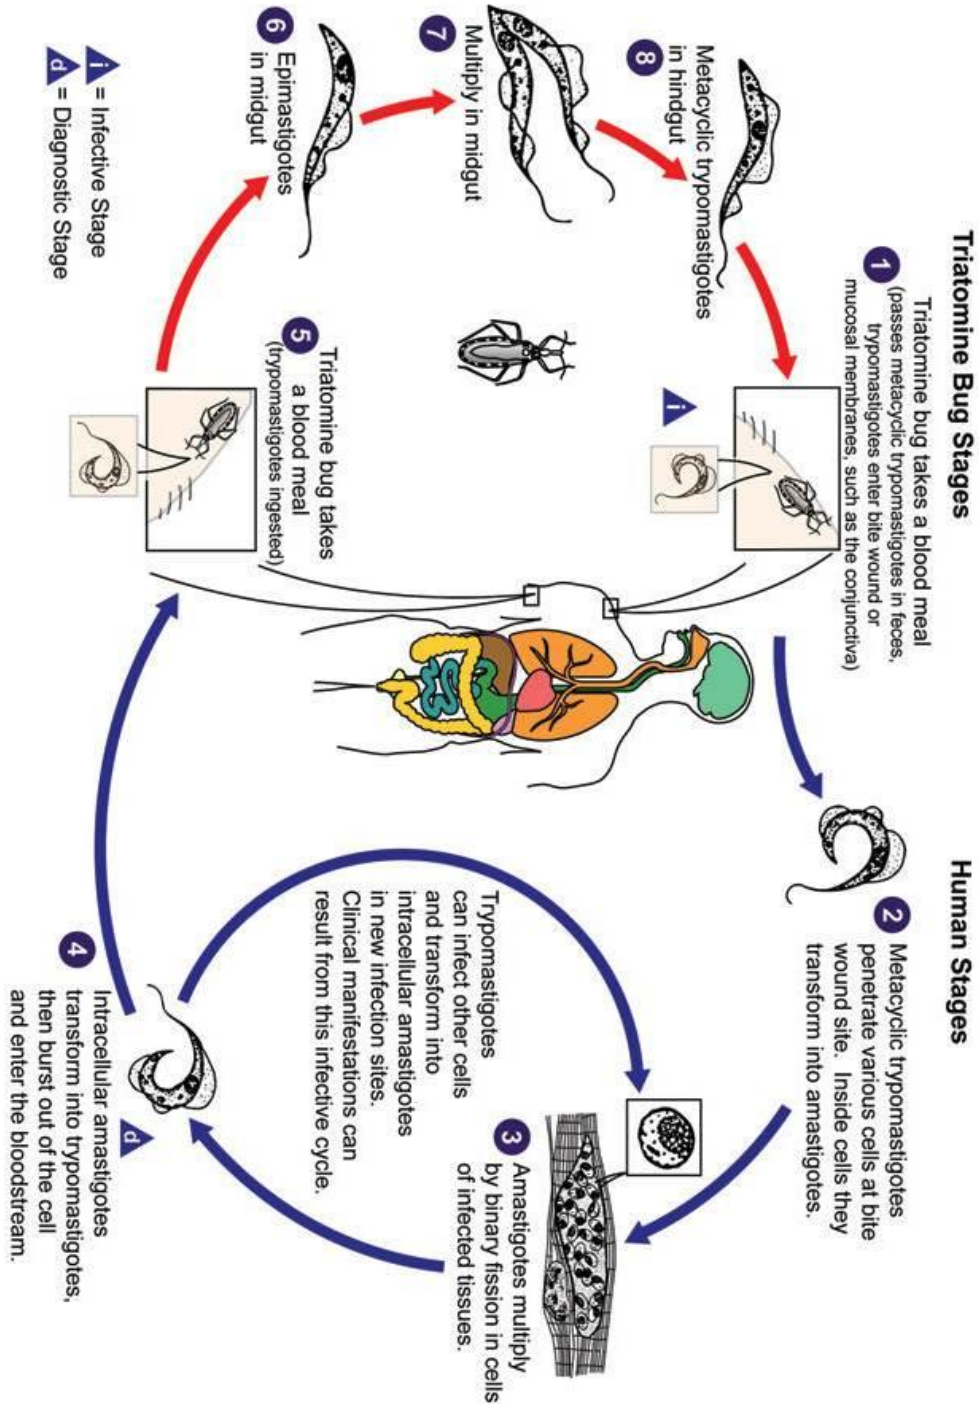 Triatomine Bug Stages
Human Stages
1
Triatomine bug takes a blood meal
(passes metacyclic trypomastigotes in feces,
trypomastigotes enter bite wound or
mucosal membranes, such as the conjunctiva)
i
2
Metacyclic trypomastigotes
penetrate various cells at bite
wound site. Inside cells they
transform into amastigotes.
3
Amastigotes multiply
by binary fission in cells
of infected tissues.
Trypomastigotes
can infect other cells
and transform into
intracellular amastigotes
in new infection sites.
Clinical manifestations can
result from this infective cycle.
4
Intracellular amastigotes
transform into trypomastigotes,
then burst out of the cell
and enter the bloodstream.
d
5
Triatomine bug takes
a blood meal
(trypomastigotes ingested)
6
Epimastigotes
in midgut
7
Multiply in midgut
8
Metacyclic trypomastigotes
in hindgut
i = Infective Stage
d = Diagnostic Stage